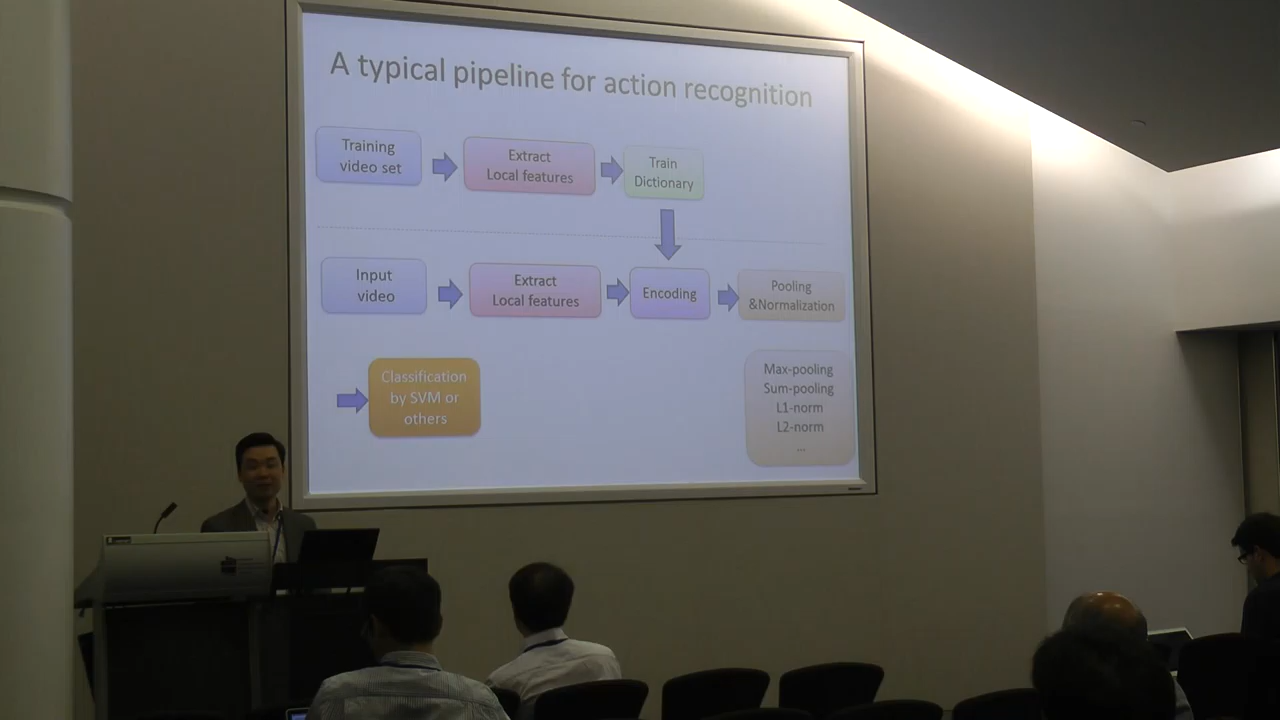 A typical pipeline for action recognition
Training
video set
Extract
Local features
Train
Dictionary
Input
video
Extract
Local features
Encoding
Pooling
&Normalization
Classification
by SVM or
others
Max-pooling
Sum-pooling
L1-norm
L2-norm
...